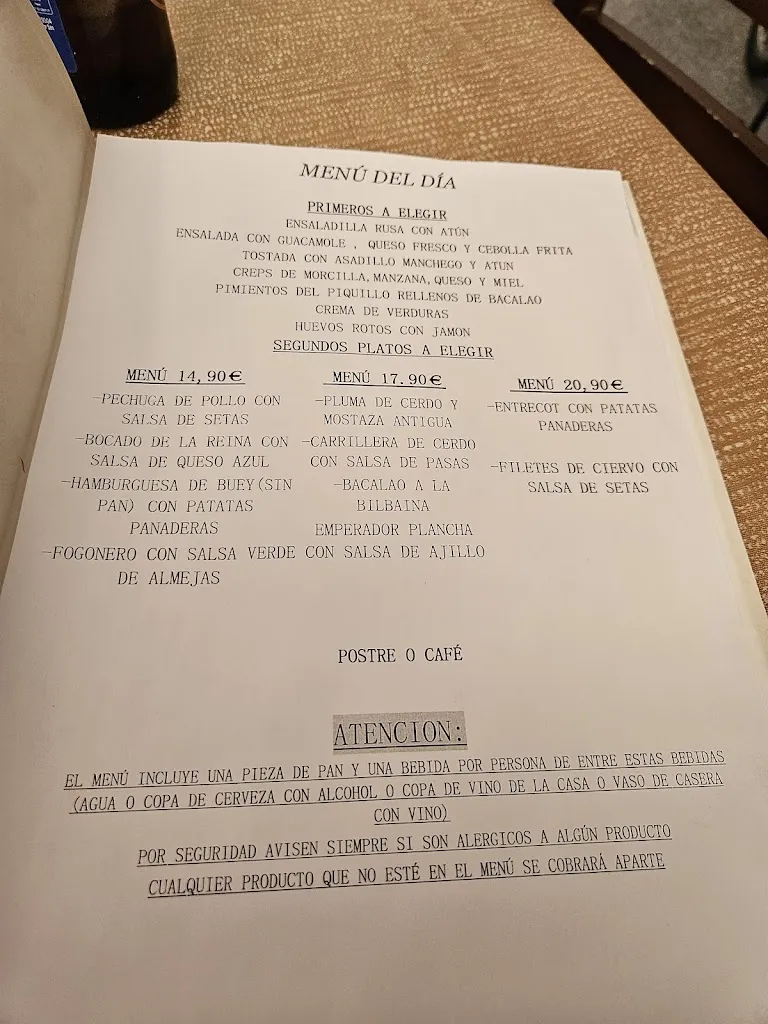 MENÚ DEL DÍA
PRIMEROS A ELEGIR
ENSALADILLA RUSA CON ATÚN
ENSALADA CON GUACAMOLE , QUESO FRESCO Y CEBOLLA FRITA
TOSTADA CON ASADILLO MANCHEGO Y ATUN
CREPS DE MORCILLA, MANZANA, QUESO Y MIEL
PIMIENTOS DEL PIQUILLO RELLENOS DE BACALAO
CREMA DE VERDURAS
HUEVOS ROTOS CON JAMON
SEGUNDOS PLATOS A ELEGIR
MENÚ 14,90€
-PECHUGA DE POLLO CON
SALSA DE SETAS
-BOCADO DE LA REINA CON
SALSA DE QUESO AZUL
-HAMBURGUESA DE BUEY(SIN
PAN) CON PATATAS
PANADERAS
-FOGONERO CON SALSA VERDE
DE ALMEJAS
MENÚ 17.90€
-PLUMA DE CERDO Y
MOSTAZA ANTIGUA
-CARRILLERA DE CERDO
CON SALSA DE PASAS
-BACALAO A LA
BILBAINA
EMPERADOR PLANCHA
CON SALSA DE AJILLO
MENÚ 20,90€
-ENTRECOT CON PATATAS
PANADERAS
-FILETES DE CIERVO CON
SALSA DE SETAS
POSTRE O CAFÉ
ATENCION:
EL MENÚ INCLUYE UNA PIEZA DE PAN Y UNA BEBIDA POR PERSONA DE ENTRE ESTAS BEBIDAS
(AGUA O COPA DE CERVEZA CON ALCOHOL O COPA DE VINO DE LA CASA O VASO DE CASERA
CON VINO)
POR SEGURIDAD AVISEN SIEMPRE SI SON ALERGICOS A ALGÚN PRODUCTO
CUALQUIER PRODUCTO QUE NO ESTÉ EN EL MENÚ SE COBRARÁ APARTE